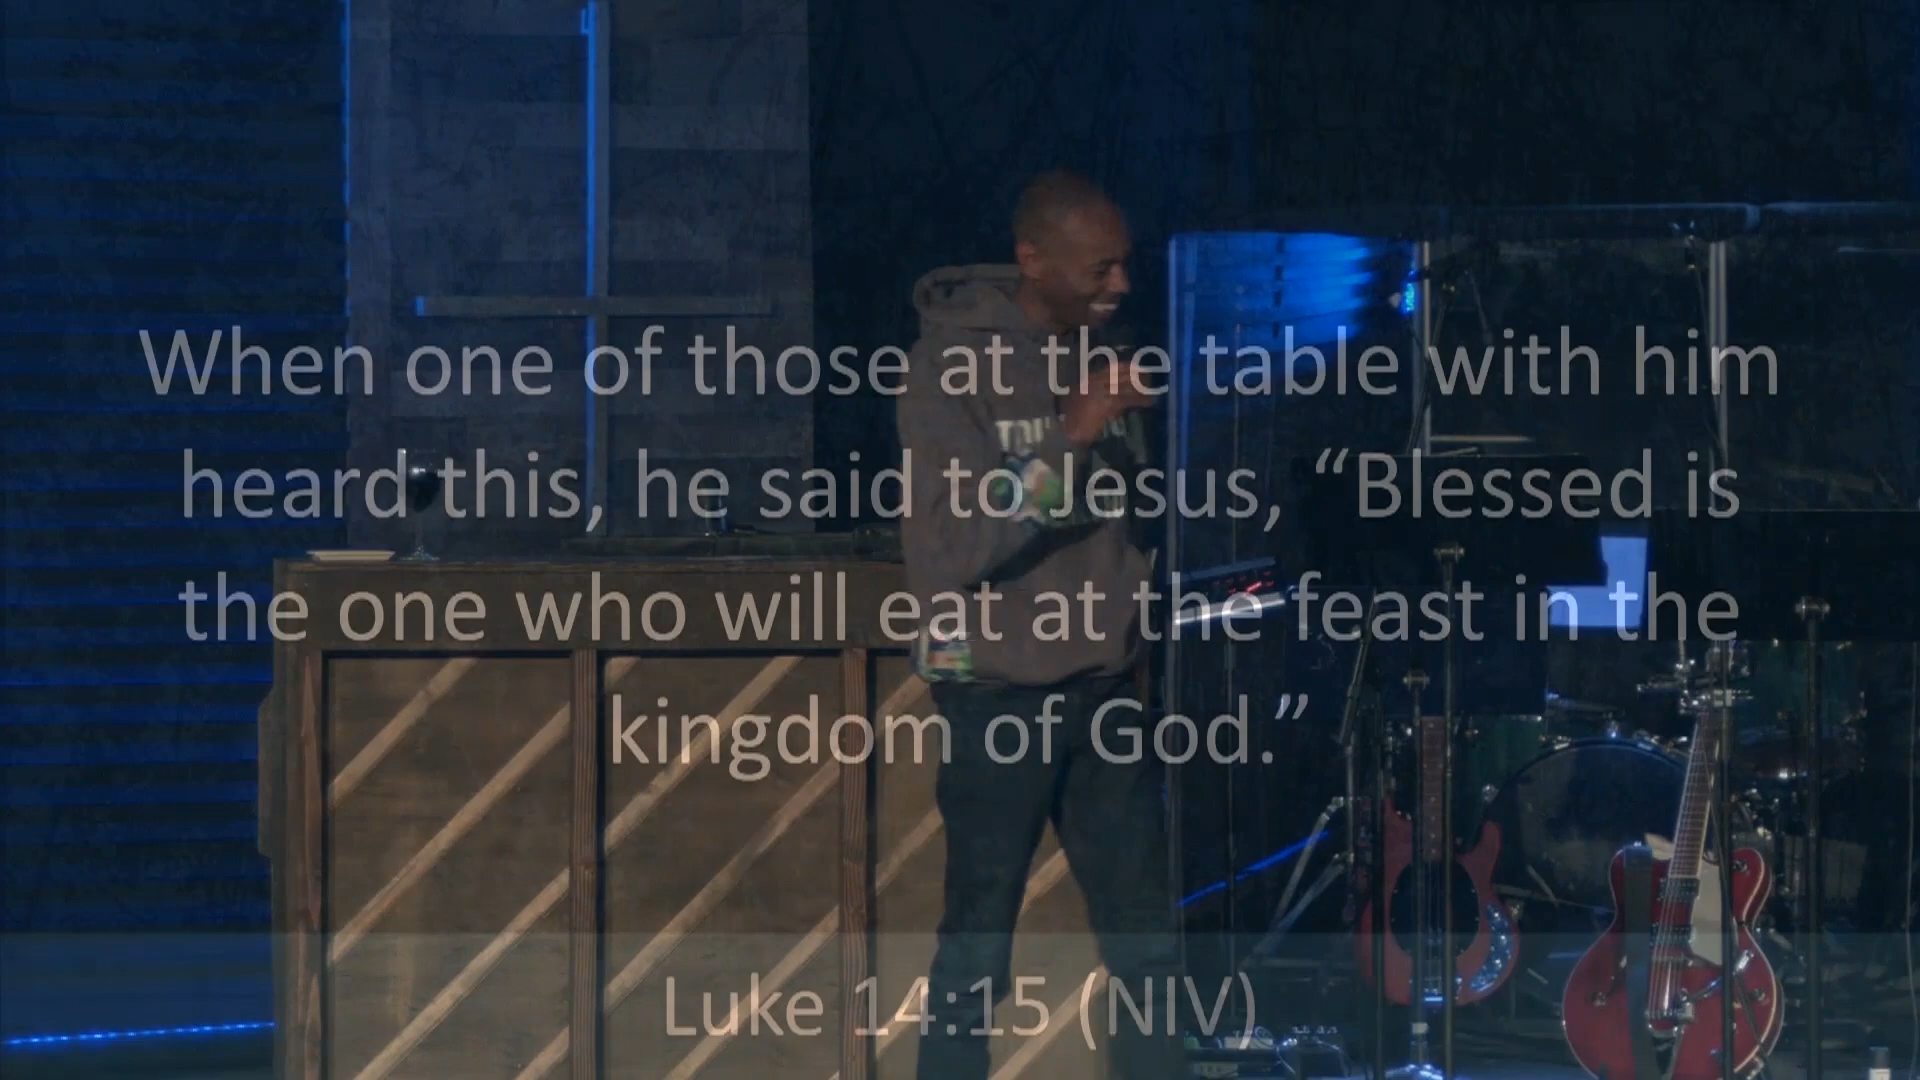 When one of those at the table with him
heard this, he said to Jesus, “Blessed is
the one who will eat at the feast in the
kingdom of God.”
Luke 14:15 (NIV)